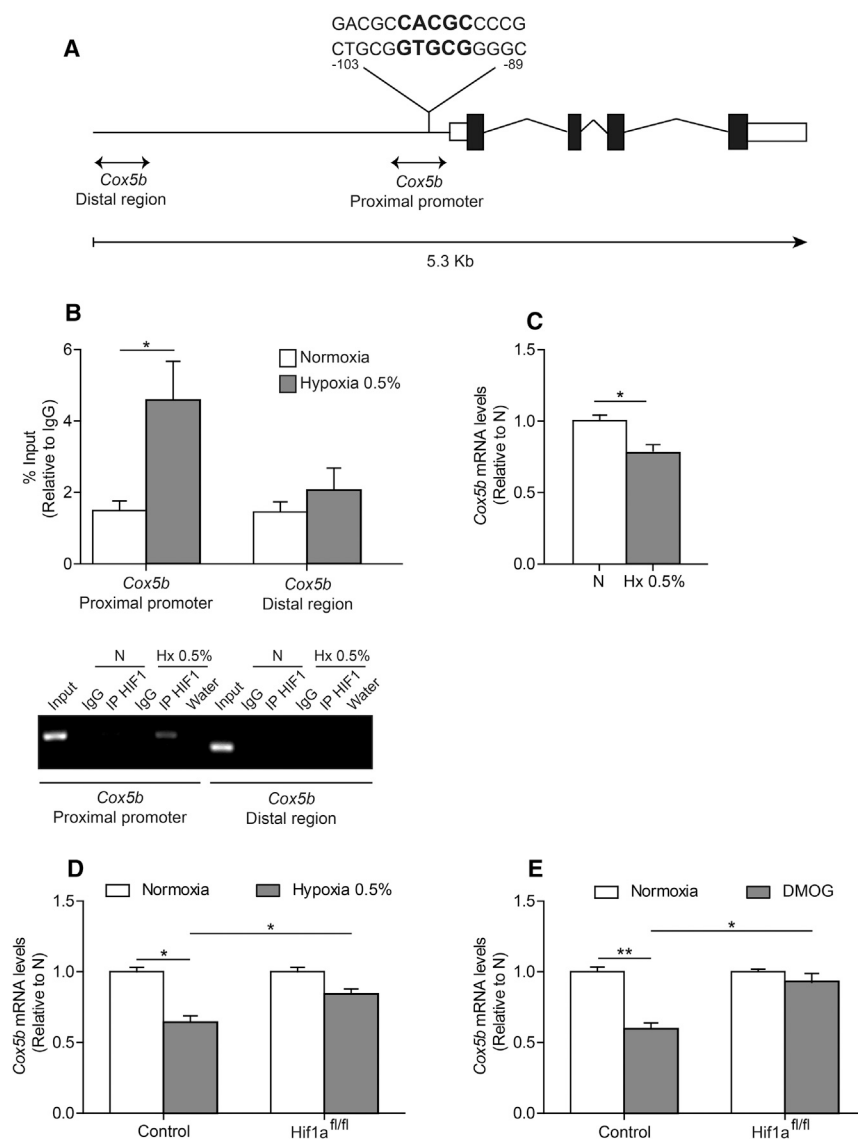 A
GACGCCACGCCCCG
CTGCGGTGCGGGGC
-103 -89
Cox5b
Distal region
Cox5b
Proximal promoter
5.3 Kb
B
% Input
(Relative to IgG)
6
4
2
0
*
Normoxia
Hypoxia 0.5%
Cox5b
Proximal promoter
Cox5b
Distal region
C
Cox5b mRNA levels
(Relative to N)
1.5
1.0
0.5
0.0
*
N Hx 0.5%
N Hx 0.5% N Hx 0.5%
Input IgG IP HIF1 IgG IP HIF1 Water Input IgG IP HIF1 IgG IP HIF1 Water
Cox5b
Proximal promoter
Cox5b
Distal region
D
Normoxia Hypoxia 0.5%
Cox5b mRNA levels
(Relative to N)
1.5
1.0
0.5
0.0
*
*
Control Hif1a fl/fl
E
Normoxia DMOG
Cox5b mRNA levels
(Relative to N)
1.5
1.0
0.5
0.0
**
*
Control Hif1a fl/fl